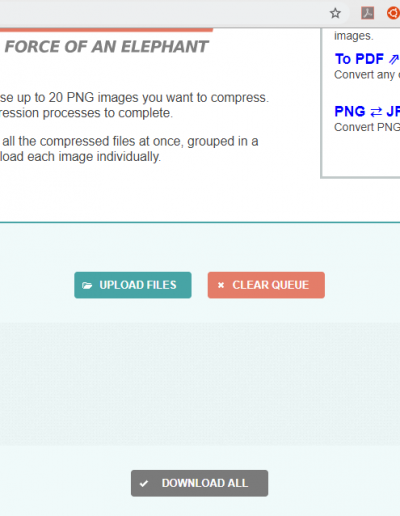 FORCE OF AN ELEPHANT
se up to 20 PNG images you want to compress.
ression processes to complete.
all the compressed files at once, grouped in a
load each image individually.
images.
To PDF ⇗
Convert any
PNG ⇄ JP
Convert PNG
UPLOAD FILES
CLEAR QUEUE
DOWNLOAD ALL